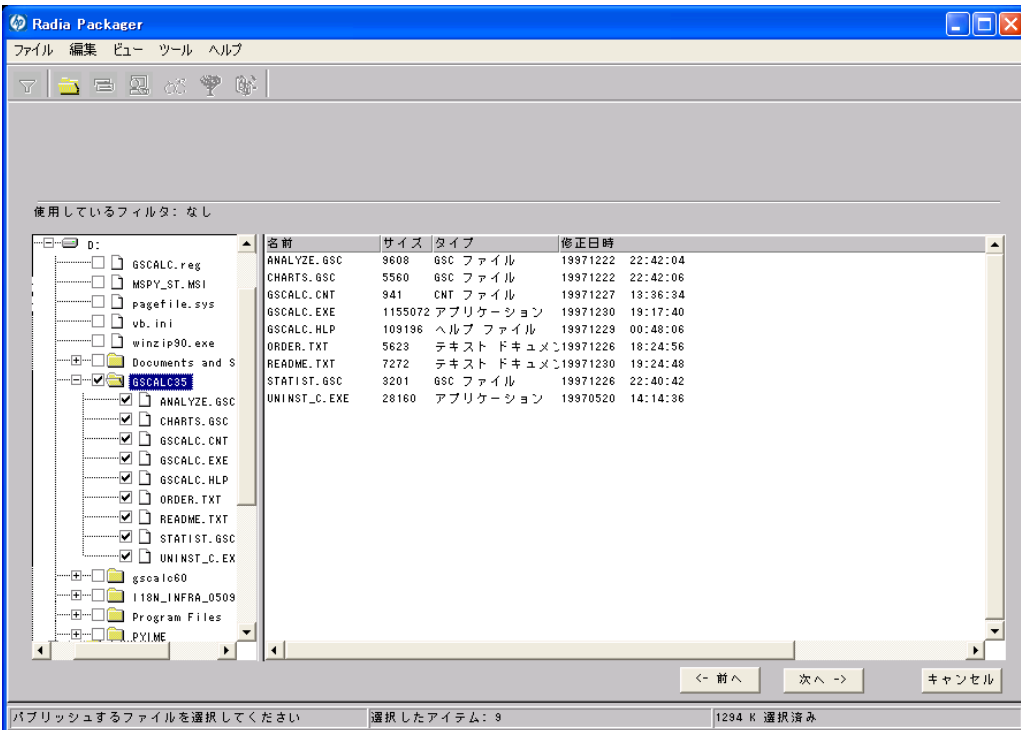 Radia Packager
ファイル 編集 ビュー ツール ヘルプ
使用しているフィルタ: なし
D:
GSCALC.reg
MSPY_ST.MSI
pagefile.sys
vb.ini
winzip90.exe
Documents and S
GSCALC35
ANALYZE.GSC
CHARTS.GSC
GSCALC.CNT
GSCALC.EXE
GSCALC.HLP
ORDER.TXT
README.TXT
STATIST.GSC
UNINST_C.EX
gscalc60
I18N_INFRA_0509
Program Files
PYIME
名前 サイズ タイプ 修正日時
ANALYZE.GSC 9608 GSC ファイル 19971222 22:42:04
CHARTS.GSC 5560 GSC ファイル 19971222 22:42:06
GSCALC.CNT 941 CNT ファイル 19971227 13:36:34
GSCALC.EXE 1155072 アプリケーション 19971230 19:17:40
GSCALC.HLP 109196 ヘルプ ファイル 19971229 00:48:06
ORDER.TXT 5623 テキスト ドキュメン 19971226 18:24:56
README.TXT 7272 テキスト ドキュメン 19971230 19:24:48
STATIST.GSC 3201 GSC ファイル 19971226 22:40:42
UNINST_C.EXE 28160 アプリケーション 19970520 14:14:36
<- 前へ 次へ -> キャンセル
パブリッシュするファイルを選択してください 選択したアイテム: 9 1294 K 選択済み